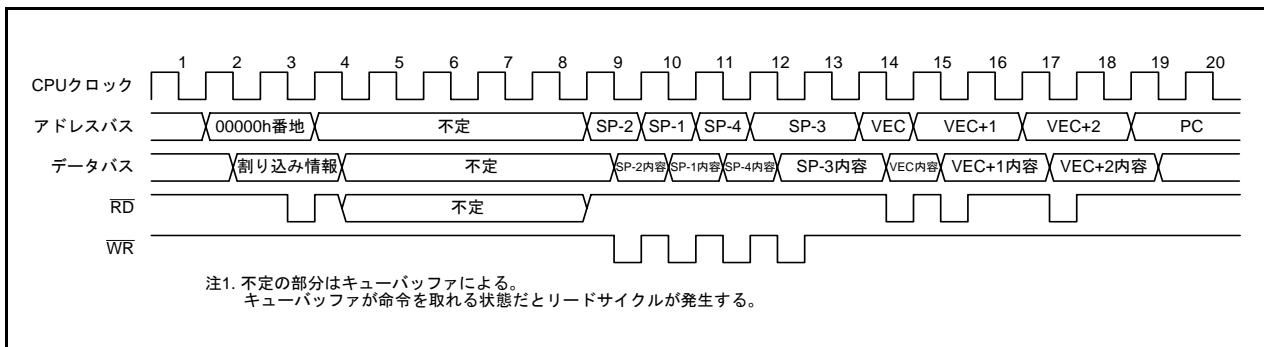 1 2 3 4 5 6 7 8 9 10 11 12 13 14 15 16 17 18 19 20
CPUクロック
アドレスバス 00000h番地 不定 SP-2 SP-1 SP-4 SP-3 VEC VEC+1 VEC+2 PC
データバス 割り込み情報 不定 SP-2内容 SP-1内容 SP-4内容 SP-3内容 VEC内容 VEC+1内容 VEC+2内容
RD 不定
WR
注1. 不定の部分はキューバッファによる。
キューバッファが命令を取れる状態だとリードサイクルが発生する。